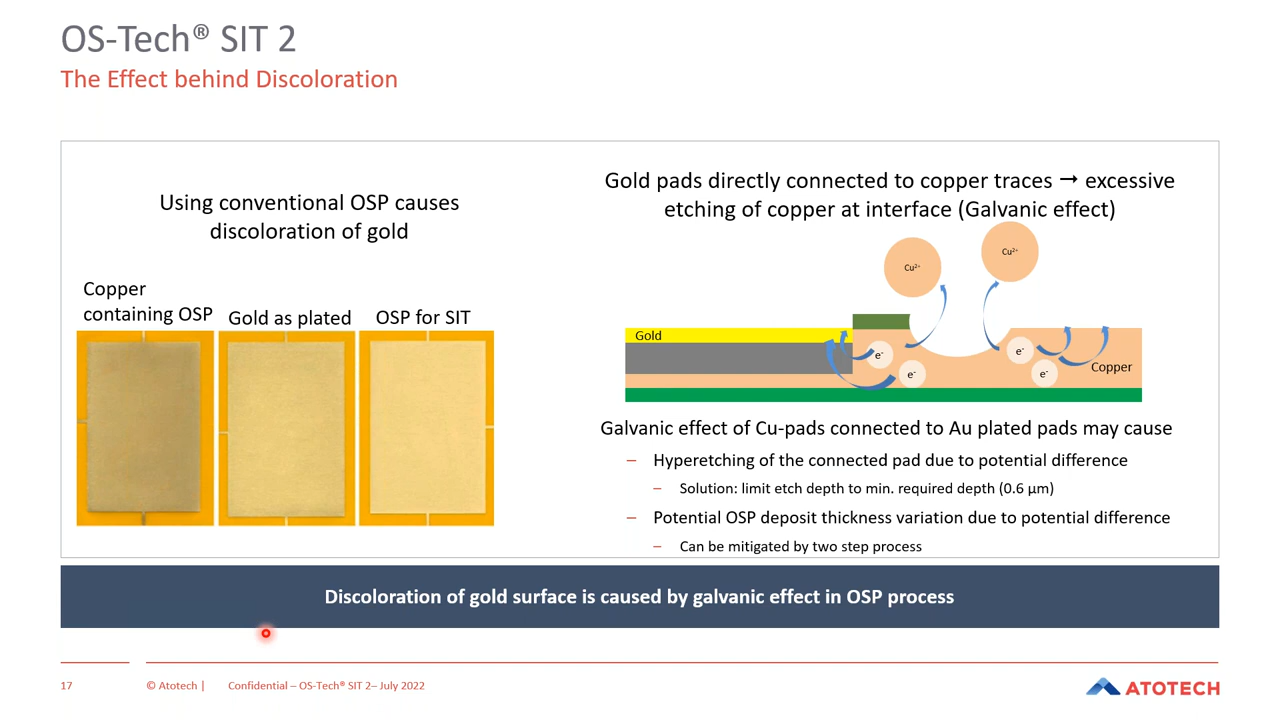 OS-Tech® SIT 2
The Effect behind Discoloration
Using conventional OSP causes
discoloration of gold
Copper
containing OSP
Gold as plated
OSP for SIT
Gold pads directly connected to copper traces → excessive
etching of copper at interface (Galvanic effect)
Cu²⁺
Cu²⁺
Gold
e⁻
e⁻
e⁻
e⁻
Copper
Galvanic effect of Cu-pads connected to Au plated pads may cause
– Hyperetching of the connected pad due to potential difference
– Solution: limit etch depth to min. required depth (0.6 µm)
– Potential OSP deposit thickness variation due to potential difference
– Can be mitigated by two step process
Discoloration of gold surface is caused by galvanic effect in OSP process
17
© Atotech |
Confidential – OS-Tech® SIT 2– July 2022
ATOTECH